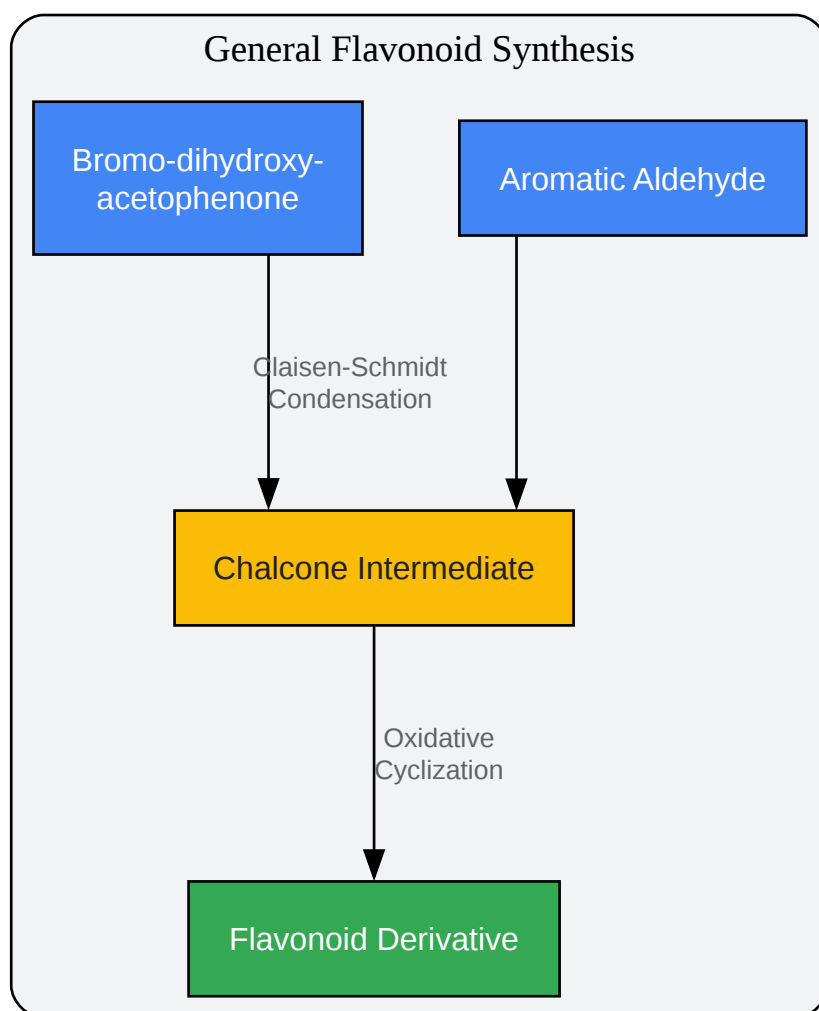 General Flavonoid Synthesis
Bromo-dihydroxy-
acetophenone
Aromatic Aldehyde
Claisen-Schmidt
Condensation
Chalcone Intermediate
Oxidative
Cyclization
Flavonoid Derivative